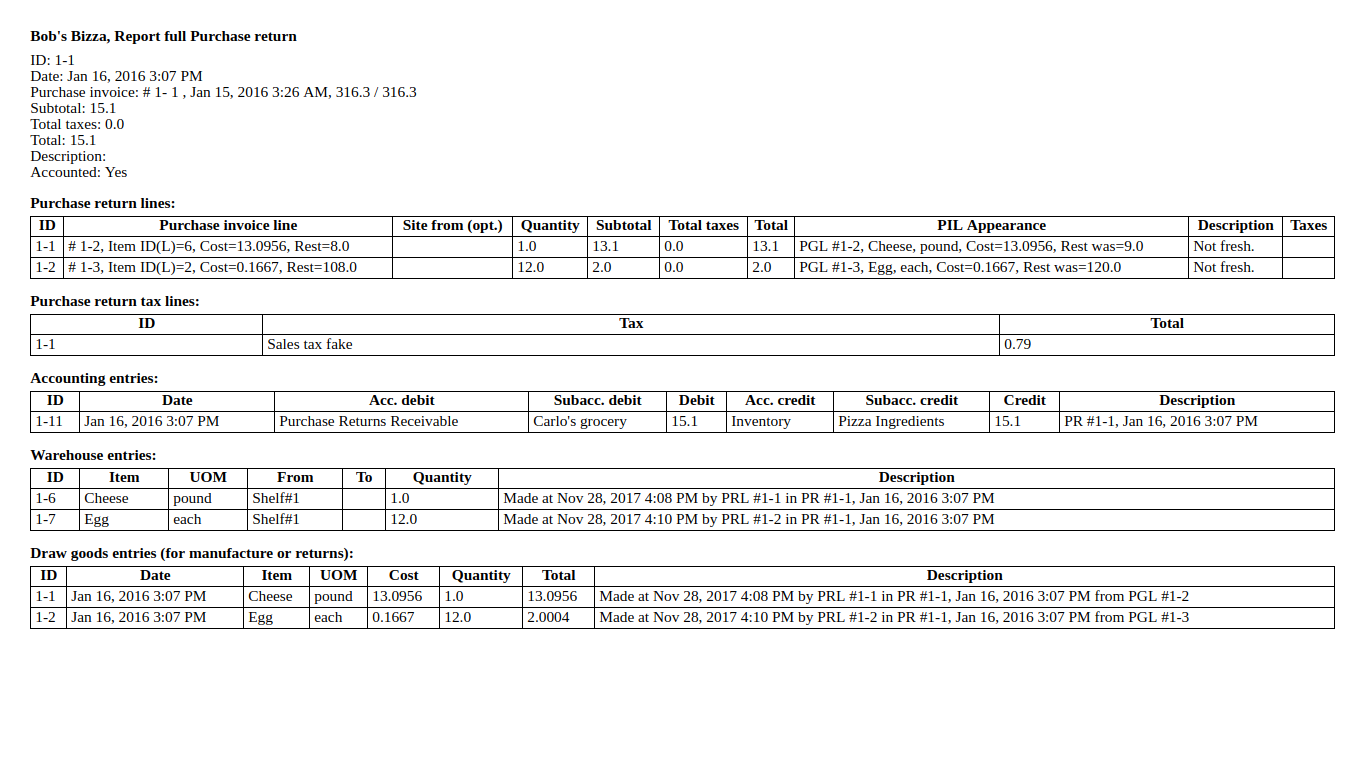 Bob's Bizza, Report full Purchase return
ID: 1-1
Date: Jan 16, 2016 3:07 PM
Purchase invoice: # 1- 1 , Jan 15, 2016 3:26 AM, 316.3 / 316.3
Subtotal: 15.1
Total taxes: 0.0
Total: 15.1
Description:
Accounted: Yes
Purchase return lines:
ID Purchase invoice line Site from (opt.) Quantity Subtotal Total taxes Total PIL Appearance Description Taxes
1-1 # 1-2, Item ID(L)=6, Cost=13.0956, Rest=8.0 1.0 13.1 0.0 13.1 PGL #1-2, Cheese, pound, Cost=13.0956, Rest was=9.0 Not fresh.
1-2 # 1-3, Item ID(L)=2, Cost=0.1667, Rest=108.0 12.0 2.0 0.0 2.0 PGL #1-3, Egg, each, Cost=0.1667, Rest was=120.0 Not fresh.
Purchase return tax lines:
ID Tax Total
1-1 Sales tax fake 0.79
Accounting entries:
ID Date Acc. debit Subacc. debit Debit Acc. credit Subacc. credit Credit Description
1-11 Jan 16, 2016 3:07 PM Purchase Returns Receivable Carlo's grocery 15.1 Inventory Pizza Ingredients 15.1 PR #1-1, Jan 16, 2016 3:07 PM
Warehouse entries:
ID Item UOM From To Quantity Description
1-6 Cheese pound Shelf#1 1.0 Made at Nov 28, 2017 4:08 PM by PRL #1-1 in PR #1-1, Jan 16, 2016 3:07 PM
1-7 Egg each Shelf#1 12.0 Made at Nov 28, 2017 4:10 PM by PRL #1-2 in PR #1-1, Jan 16, 2016 3:07 PM
Draw goods entries (for manufacture or returns):
ID Date Item UOM Cost Quantity Total Description
1-1 Jan 16, 2016 3:07 PM Cheese pound 13.0956 1.0 13.0956 Made at Nov 28, 2017 4:08 PM by PRL #1-1 in PR #1-1, Jan 16, 2016 3:07 PM from PGL #1-2
1-2 Jan 16, 2016 3:07 PM Egg each 0.1667 12.0 2.0004 Made at Nov 28, 2017 4:10 PM by PRL #1-2 in PR #1-1, Jan 16, 2016 3:07 PM from PGL #1-3